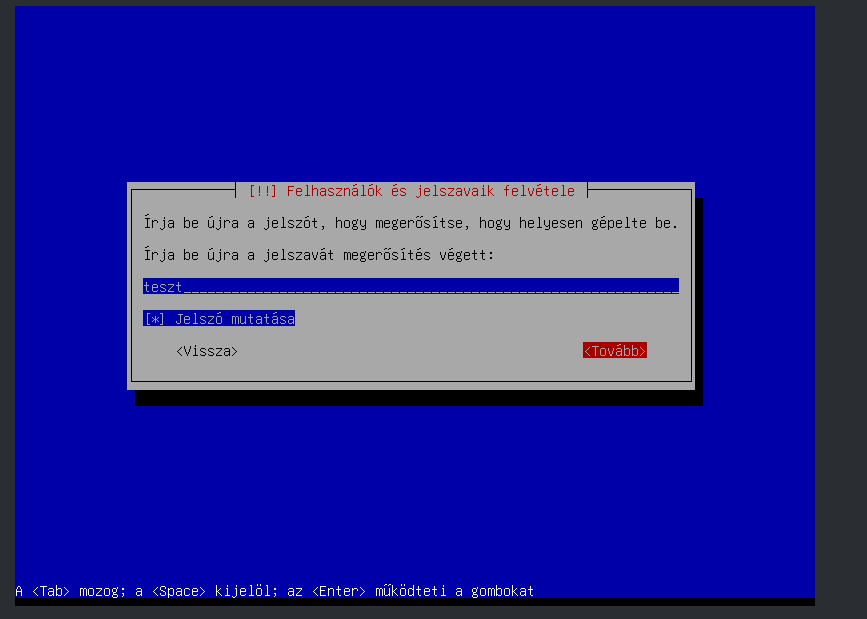 [!!] Felhasználók és jelszavaik felvétele
Írja be újra a jelszót, hogy megerősítse, hogy helyesen gépelte be.
Írja be újra a jelszavát megerősítés végett:
teszt
[*] Jelszó mutatása
<Vissza> <Tovább>
A <Tab> mozog; a <Space> kijelöl; az <Enter> működteti a gombokat